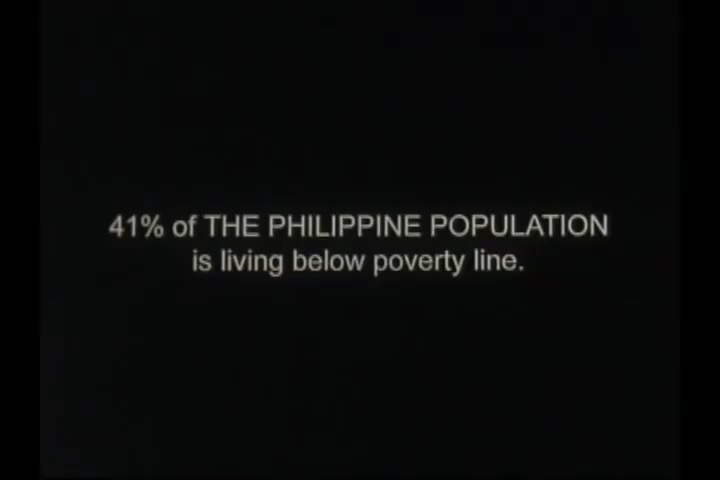 41% of THE PHILIPPINE POPULATION
is living below poverty line.